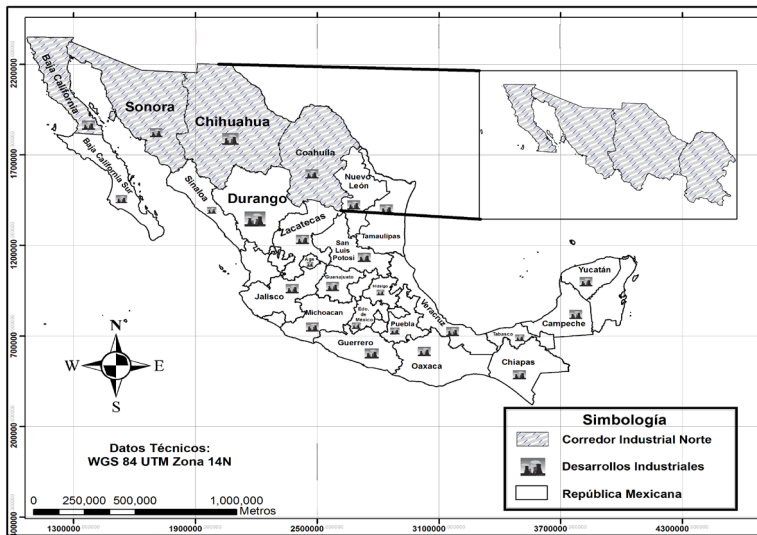 2200000
1700000
1200000
700000
200000
Baja California
Sonora
Chihuahua
Coahuila
Baja California Sur
Sinaloa
Nuevo
León
Durango
Zacatecas
Tamaulipas
San
Luis
Potosi
Ags
Guanajuato
Hidalgo
Jalisco
Michoacan
Edo.
de
México
Puebla
Veracruz
Guerrero
Oaxaca
Tabasco
Chiapas
Yucatán
Campeche
N
W E
S
Datos Técnicos:
WGS 84 UTM Zona 14N
0 250,000 500,000 1,000,000
Metros
Simbología
Corredor Industrial Norte
Desarrollos Industriales
República Mexicana
1300000 1900000 2500000 3100000 3700000 4300000